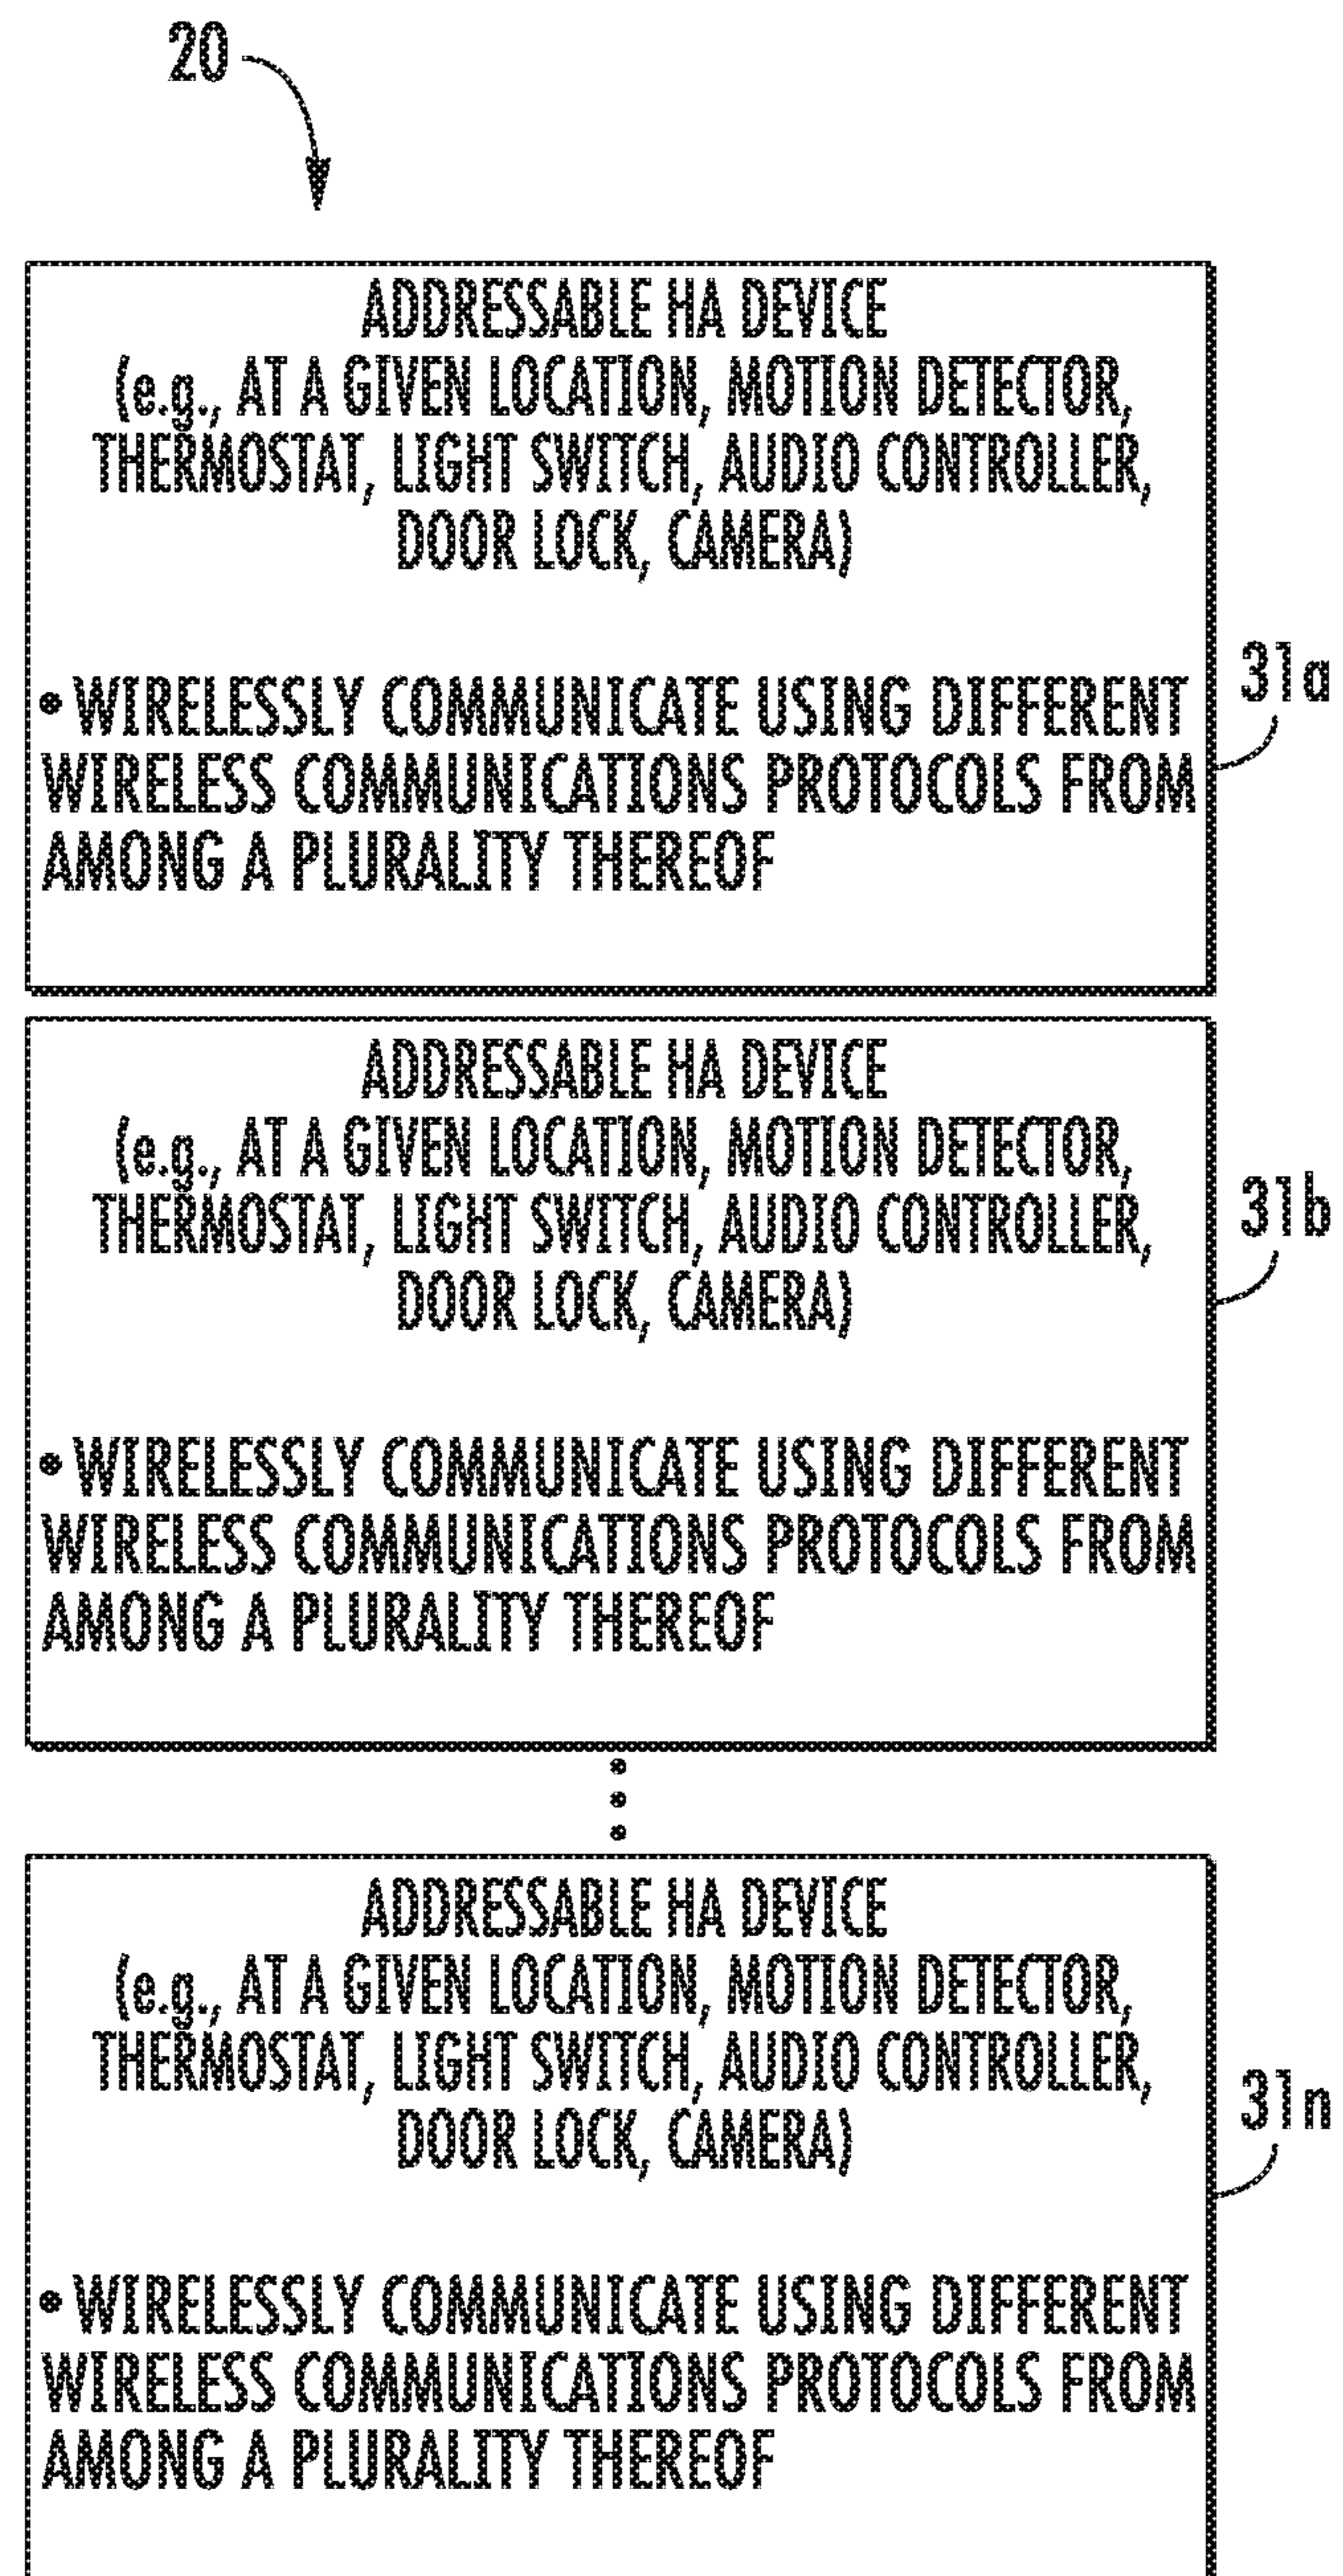 20
ADDRESSABLE HA DEVICE
(e.g., AT A GIVEN LOCATION, MOTION DETECTOR,
THERMOSTAT, LIGHT SWITCH, AUDIO CONTROLLER,
DOOR LOCK, CAMERA)
31a
• WIRELESSLY COMMUNICATE USING DIFFERENT
WIRELESS COMMUNICATIONS PROTOCOLS FROM
AMONG A PLURALITY THEREOF
ADDRESSABLE HA DEVICE
(e.g., AT A GIVEN LOCATION, MOTION DETECTOR,
THERMOSTAT, LIGHT SWITCH, AUDIO CONTROLLER,
DOOR LOCK, CAMERA)
31b
• WIRELESSLY COMMUNICATE USING DIFFERENT
WIRELESS COMMUNICATIONS PROTOCOLS FROM
AMONG A PLURALITY THEREOF
ADDRESSABLE HA DEVICE
(e.g., AT A GIVEN LOCATION, MOTION DETECTOR,
THERMOSTAT, LIGHT SWITCH, AUDIO CONTROLLER,
DOOR LOCK, CAMERA)
31n
• WIRELESSLY COMMUNICATE USING DIFFERENT
WIRELESS COMMUNICATIONS PROTOCOLS FROM
AMONG A PLURALITY THEREOF